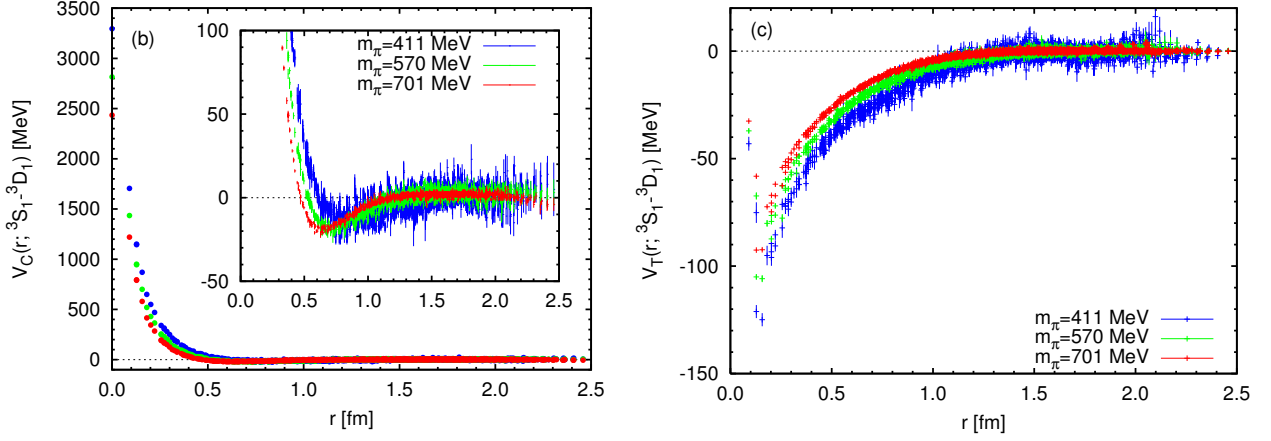 (b)
V_C(r; ³S₁-³D₁) [MeV]
3500
3000
2500
2000
1500
1000
500
0
0.0 0.5 1.0 1.5 2.0 2.5
r [fm]
m_π=411 MeV
m_π=570 MeV
m_π=701 MeV
100
50
0
-50
0.0 0.5 1.0 1.5 2.0 2.5
(c)
V_T(r; ³S₁-³D₁) [MeV]
0
-50
-100
-150
m_π=411 MeV
m_π=570 MeV
m_π=701 MeV
0.0 0.5 1.0 1.5 2.0 2.5
r [fm]